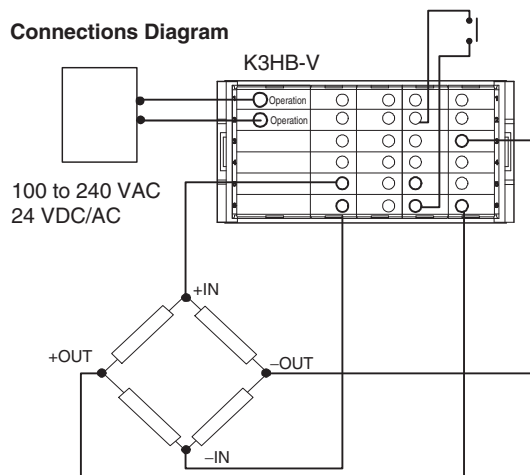 Connections Diagram
K3HB-V
Operation
Operation
100 to 240 VAC
24 VDC/AC
+IN
+OUT
−OUT
−IN